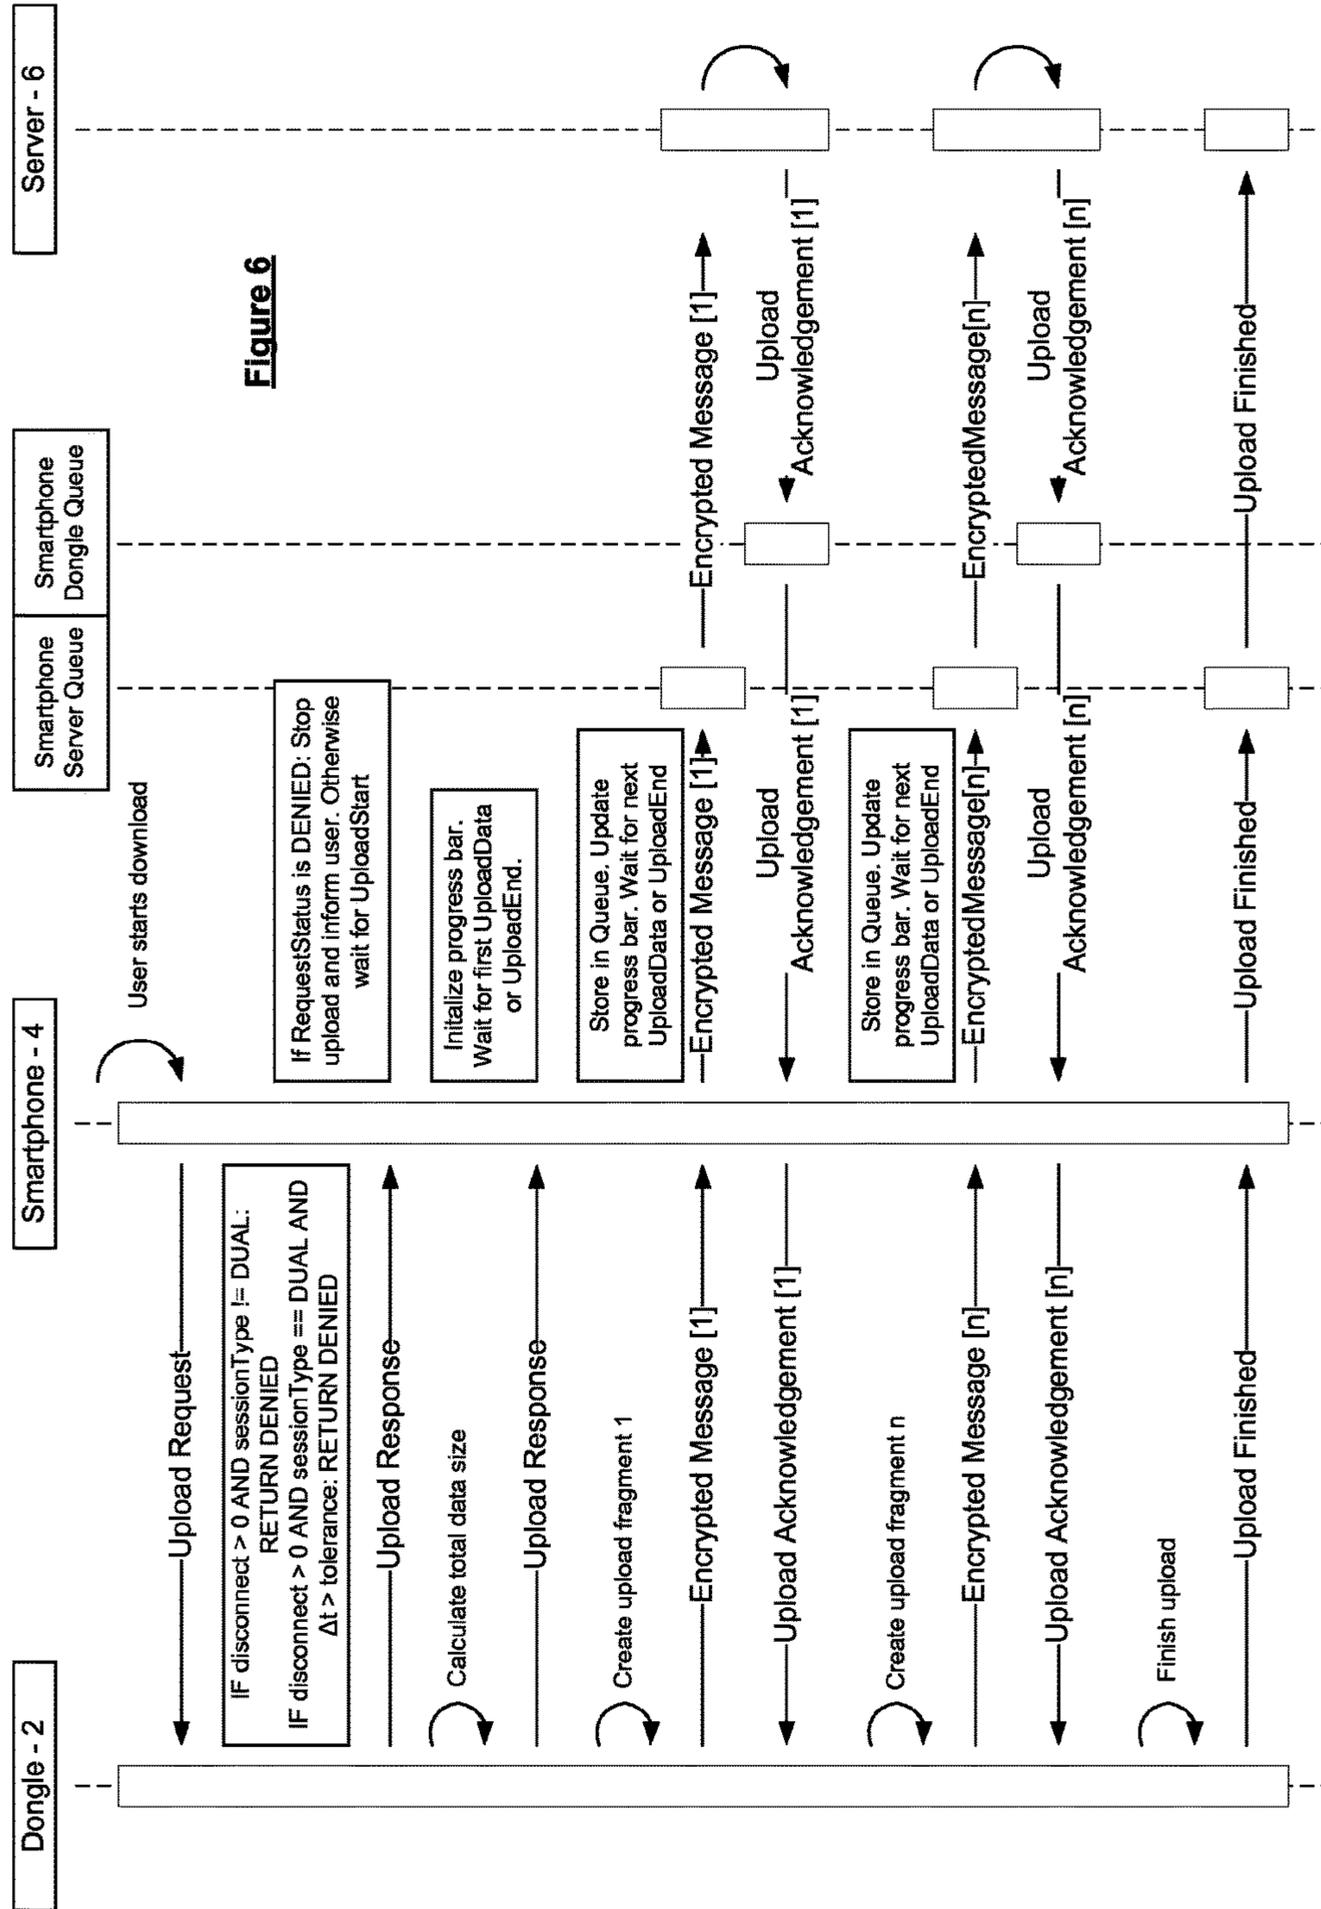 Dongle - 2
Smartphone - 4
Smartphone
Server Queue
Smartphone
Dongle Queue
Server - 6
User starts download
Upload Request
Figure 6
IF disconnect > 0 AND sessionType != DUAL:
RETURN DENIED
IF disconnect > 0 AND sessionType == DUAL AND
Δt > tolerance: RETURN DENIED
If RequestStatus is DENIED: Stop
upload and inform user. Otherwise
wait for UploadStart
Upload Response
Calculate total data size
Initalize progress bar.
Wait for first UploadData
or UploadEnd.
Upload Response
Create upload fragment 1
Store in Queue. Update
progress bar. Wait for next
UploadData or UploadEnd
Encrypted Message [1]
Encrypted Message [1]
Encrypted Message [1]
Upload Acknowledgement [1]
Upload
Acknowledgement [1]
Upload
Acknowledgement [1]
Create upload fragment n
Store in Queue. Update
progress bar. Wait for next
UploadData or UploadEnd
Encrypted Message [n]
EncryptedMessage[n]
EncryptedMessage[n]
Upload Acknowledgement [n]
Upload
Acknowledgement [n]
Upload
Acknowledgement [n]
Finish upload
Upload Finished
Upload Finished
Upload Finished